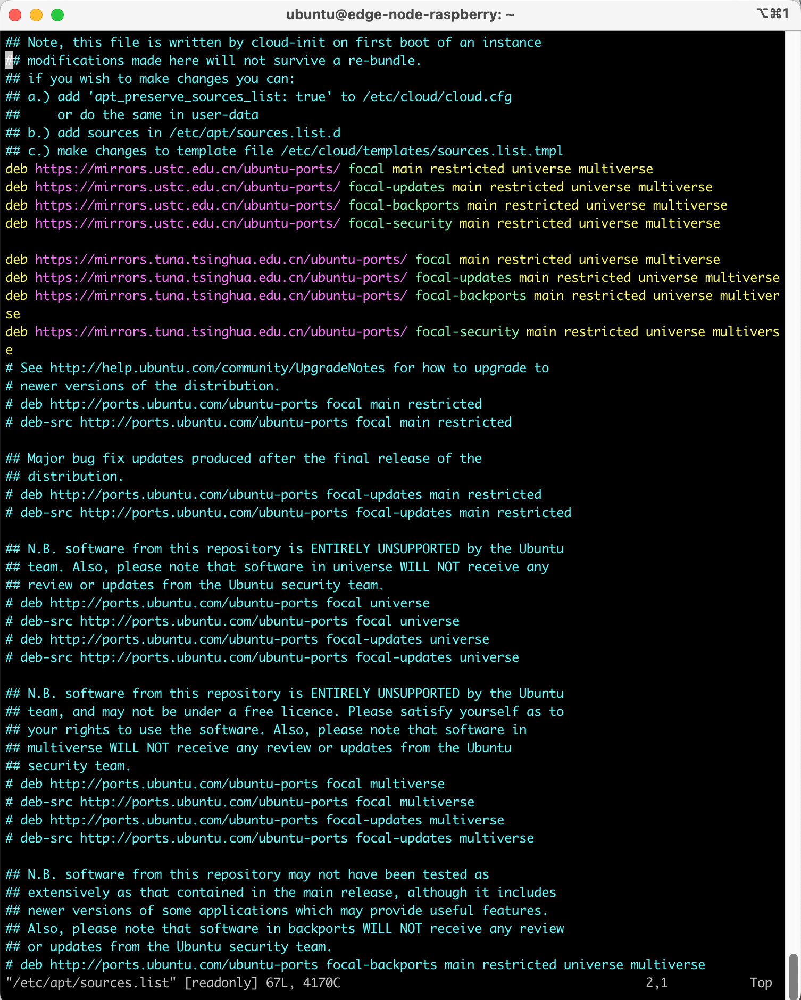 ubuntu@edge-node-raspberry: ~ ⌥⌘1
## Note, this file is written by cloud-init on first boot of an instance
## modifications made here will not survive a re-bundle.
## if you wish to make changes you can:
## a.) add 'apt_preserve_sources_list: true' to /etc/cloud/cloud.cfg
##     or do the same in user-data
## b.) add sources in /etc/apt/sources.list.d
## c.) make changes to template file /etc/cloud/templates/sources.list.tmpl
deb https://mirrors.ustc.edu.cn/ubuntu-ports/ focal main restricted universe multiverse
deb https://mirrors.ustc.edu.cn/ubuntu-ports/ focal-updates main restricted universe multiverse
deb https://mirrors.ustc.edu.cn/ubuntu-ports/ focal-backports main restricted universe multiverse
deb https://mirrors.ustc.edu.cn/ubuntu-ports/ focal-security main restricted universe multiverse
deb https://mirrors.tuna.tsinghua.edu.cn/ubuntu-ports/ focal main restricted universe multiverse
deb https://mirrors.tuna.tsinghua.edu.cn/ubuntu-ports/ focal-updates main restricted universe multiverse
deb https://mirrors.tuna.tsinghua.edu.cn/ubuntu-ports/ focal-backports main restricted universe multiver
se
deb https://mirrors.tuna.tsinghua.edu.cn/ubuntu-ports/ focal-security main restricted universe multivers
e
# See http://help.ubuntu.com/community/UpgradeNotes for how to upgrade to
# newer versions of the distribution.
# deb http://ports.ubuntu.com/ubuntu-ports focal main restricted
# deb-src http://ports.ubuntu.com/ubuntu-ports focal main restricted
## Major bug fix updates produced after the final release of the
## distribution.
# deb http://ports.ubuntu.com/ubuntu-ports focal-updates main restricted
# deb-src http://ports.ubuntu.com/ubuntu-ports focal-updates main restricted
## N.B. software from this repository is ENTIRELY UNSUPPORTED by the Ubuntu
## team. Also, please note that software in universe WILL NOT receive any
## review or updates from the Ubuntu security team.
# deb http://ports.ubuntu.com/ubuntu-ports focal universe
# deb-src http://ports.ubuntu.com/ubuntu-ports focal universe
# deb http://ports.ubuntu.com/ubuntu-ports focal-updates universe
# deb-src http://ports.ubuntu.com/ubuntu-ports focal-updates universe
## N.B. software from this repository is ENTIRELY UNSUPPORTED by the Ubuntu
## team, and may not be under a free licence. Please satisfy yourself as to
## your rights to use the software. Also, please note that software in
## multiverse WILL NOT receive any review or updates from the Ubuntu
## security team.
# deb http://ports.ubuntu.com/ubuntu-ports focal multiverse
# deb-src http://ports.ubuntu.com/ubuntu-ports focal multiverse
# deb http://ports.ubuntu.com/ubuntu-ports focal-updates multiverse
# deb-src http://ports.ubuntu.com/ubuntu-ports focal-updates multiverse
## N.B. software from this repository may not have been tested as
## extensively as that contained in the main release, although it includes
## newer versions of some applications which may provide useful features.
## Also, please note that software in backports WILL NOT receive any review
## or updates from the Ubuntu security team.
# deb http://ports.ubuntu.com/ubuntu-ports focal-backports main restricted universe multiverse
"/etc/apt/sources.list" [readonly] 67L, 4170C 2,1 Top